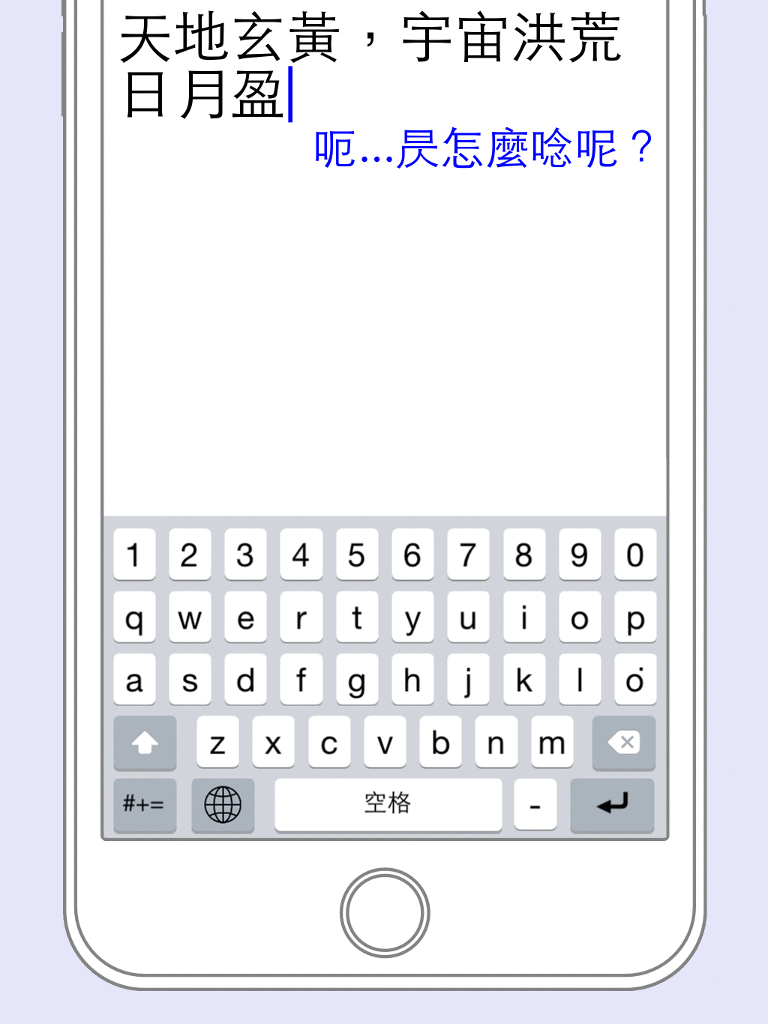 天地玄黃，宇宙洪荒
日月盈
呃...昃怎麼唸呢？
1 2 3 4 5 6 7 8 9 0
q w e r t y u i o p
a s d f g h j k l o͘
z x c v b n m
#+= 空格 -